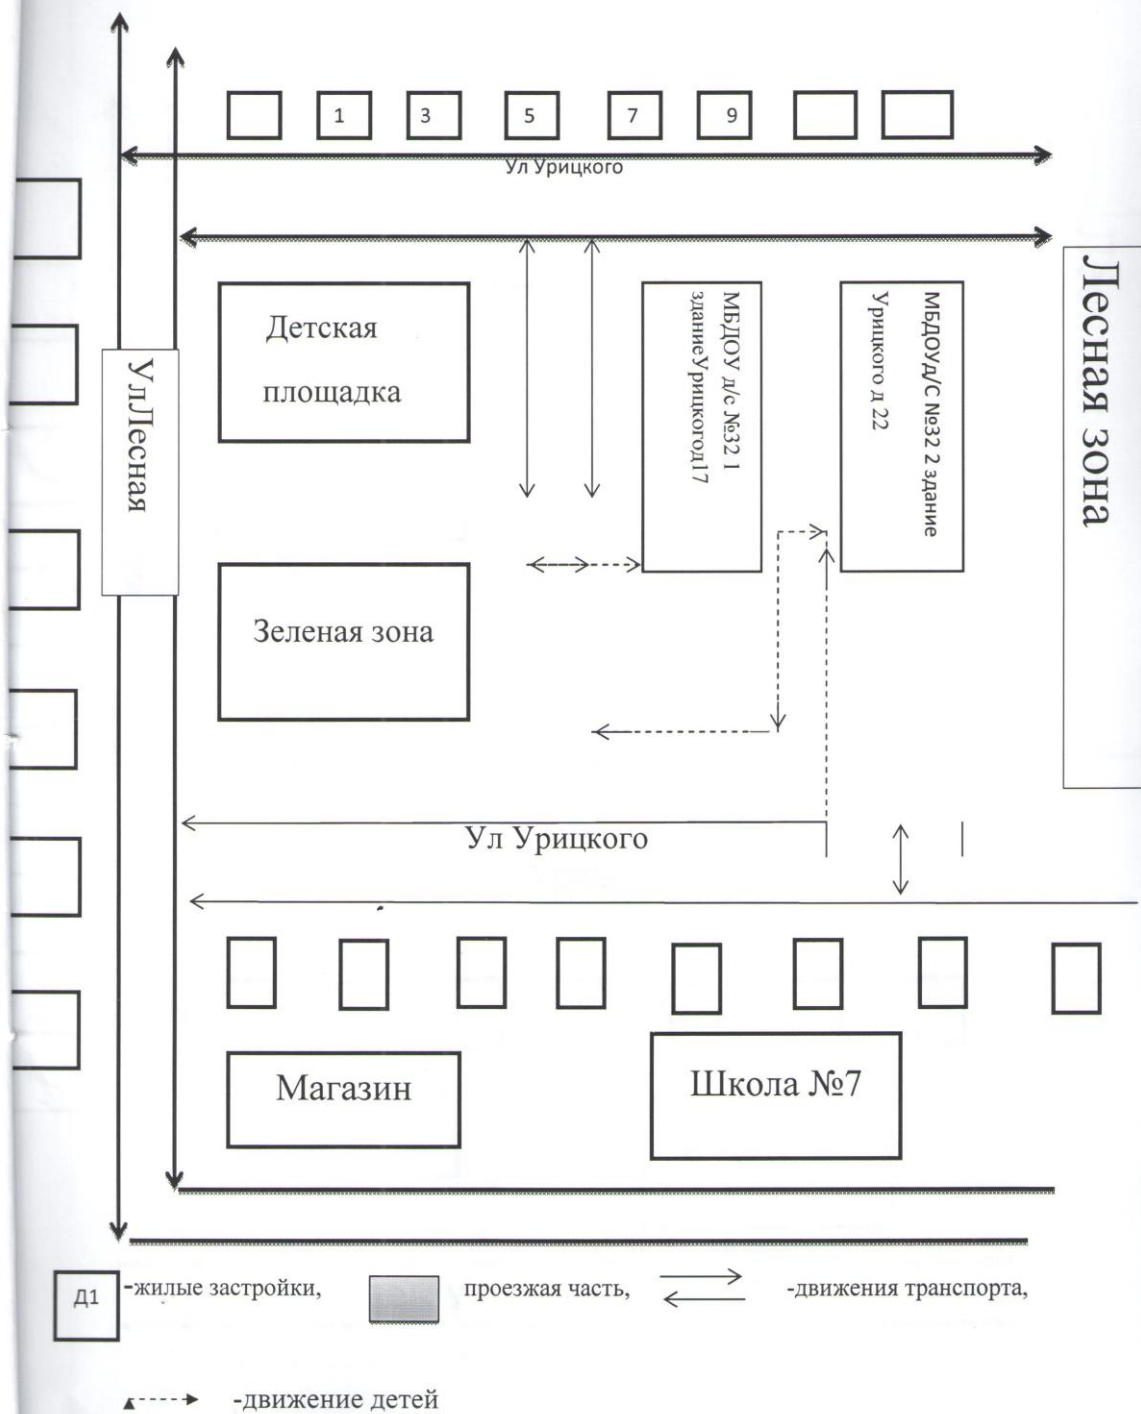 1
3
5
7
9
Ул Урицкого
Детская
площадка
МБДОУ д/с №32 1
зданиеУрицкогод17
МБДОУд/С №32 2 здание
Урицкого д 22
Лесная зона
УлЛесная
Зеленая зона
Ул Урицкого
Магазин
Школа №7
Д1
-жилые застройки,
проезжая часть,
-движения транспорта,
-движение детей